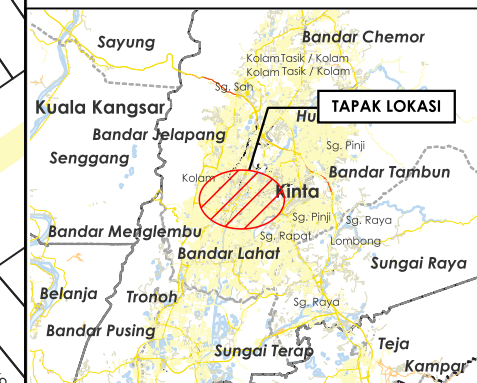 Sayung
Bandar Chemor
Kolam Tasik / Kolam
Kolam Tasik / Kolam
Sg. Sah
Kuala Kangsar
TAPAK LOKASI
Hu
Bandar Jelapang
Sg. Pinji
Senggang
Kolam
Bandar Tambun
Kinta
Sg. Pinji
Sg. Raya
Bandar Menglembu
Sg. Rapat
Lombong
Bandar Lahat
Sungai Raya
Belanja
Tronoh
Sg. Raya
Bandar Pusing
Sungai Terap
Teja
Kampar